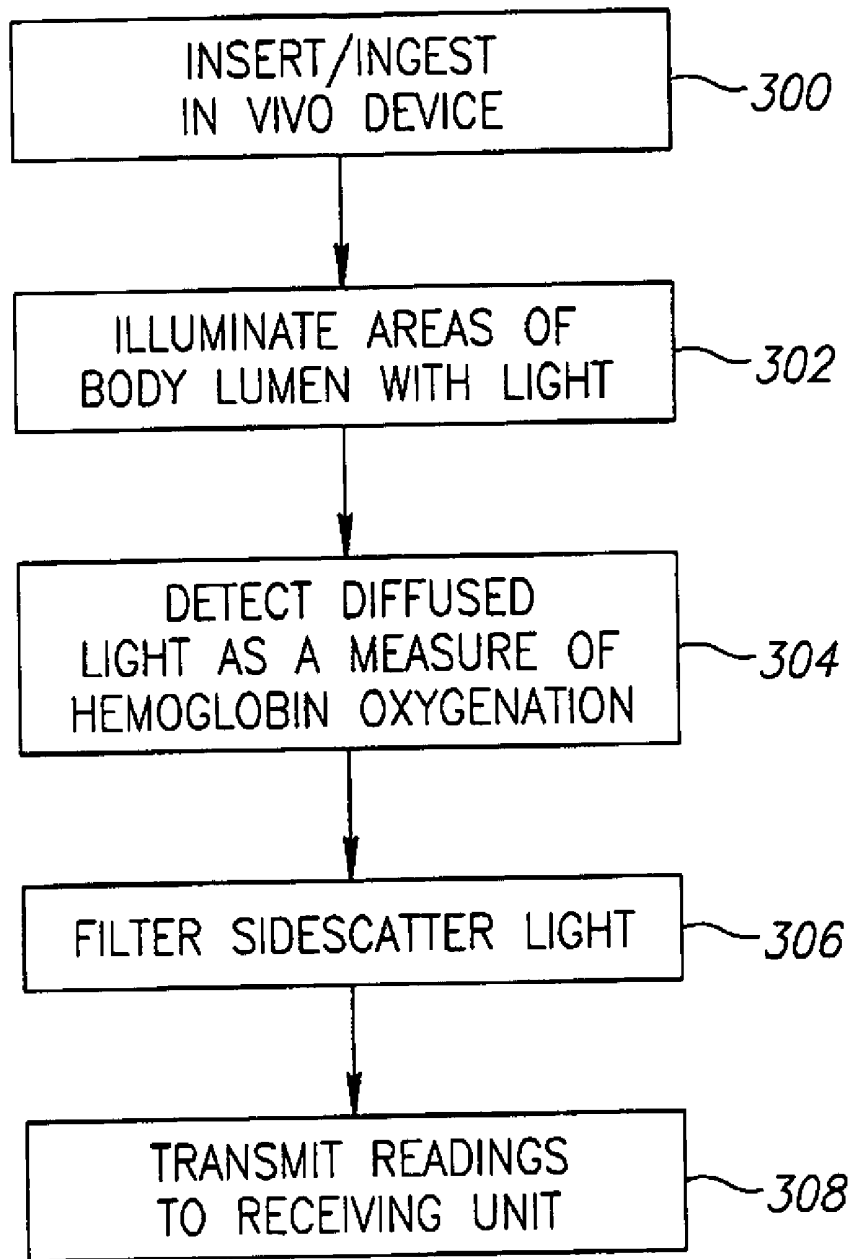 INSERT/INGEST
IN VIVO DEVICE
300
ILLUMINATE AREAS OF
BODY LUMEN WITH LIGHT
302
DETECT DIFFUSED
LIGHT AS A MEASURE OF
HEMOGLOBIN OXYGENATION
304
FILTER SIDESCATTER LIGHT
306
TRANSMIT READINGS
TO RECEIVING UNIT
308